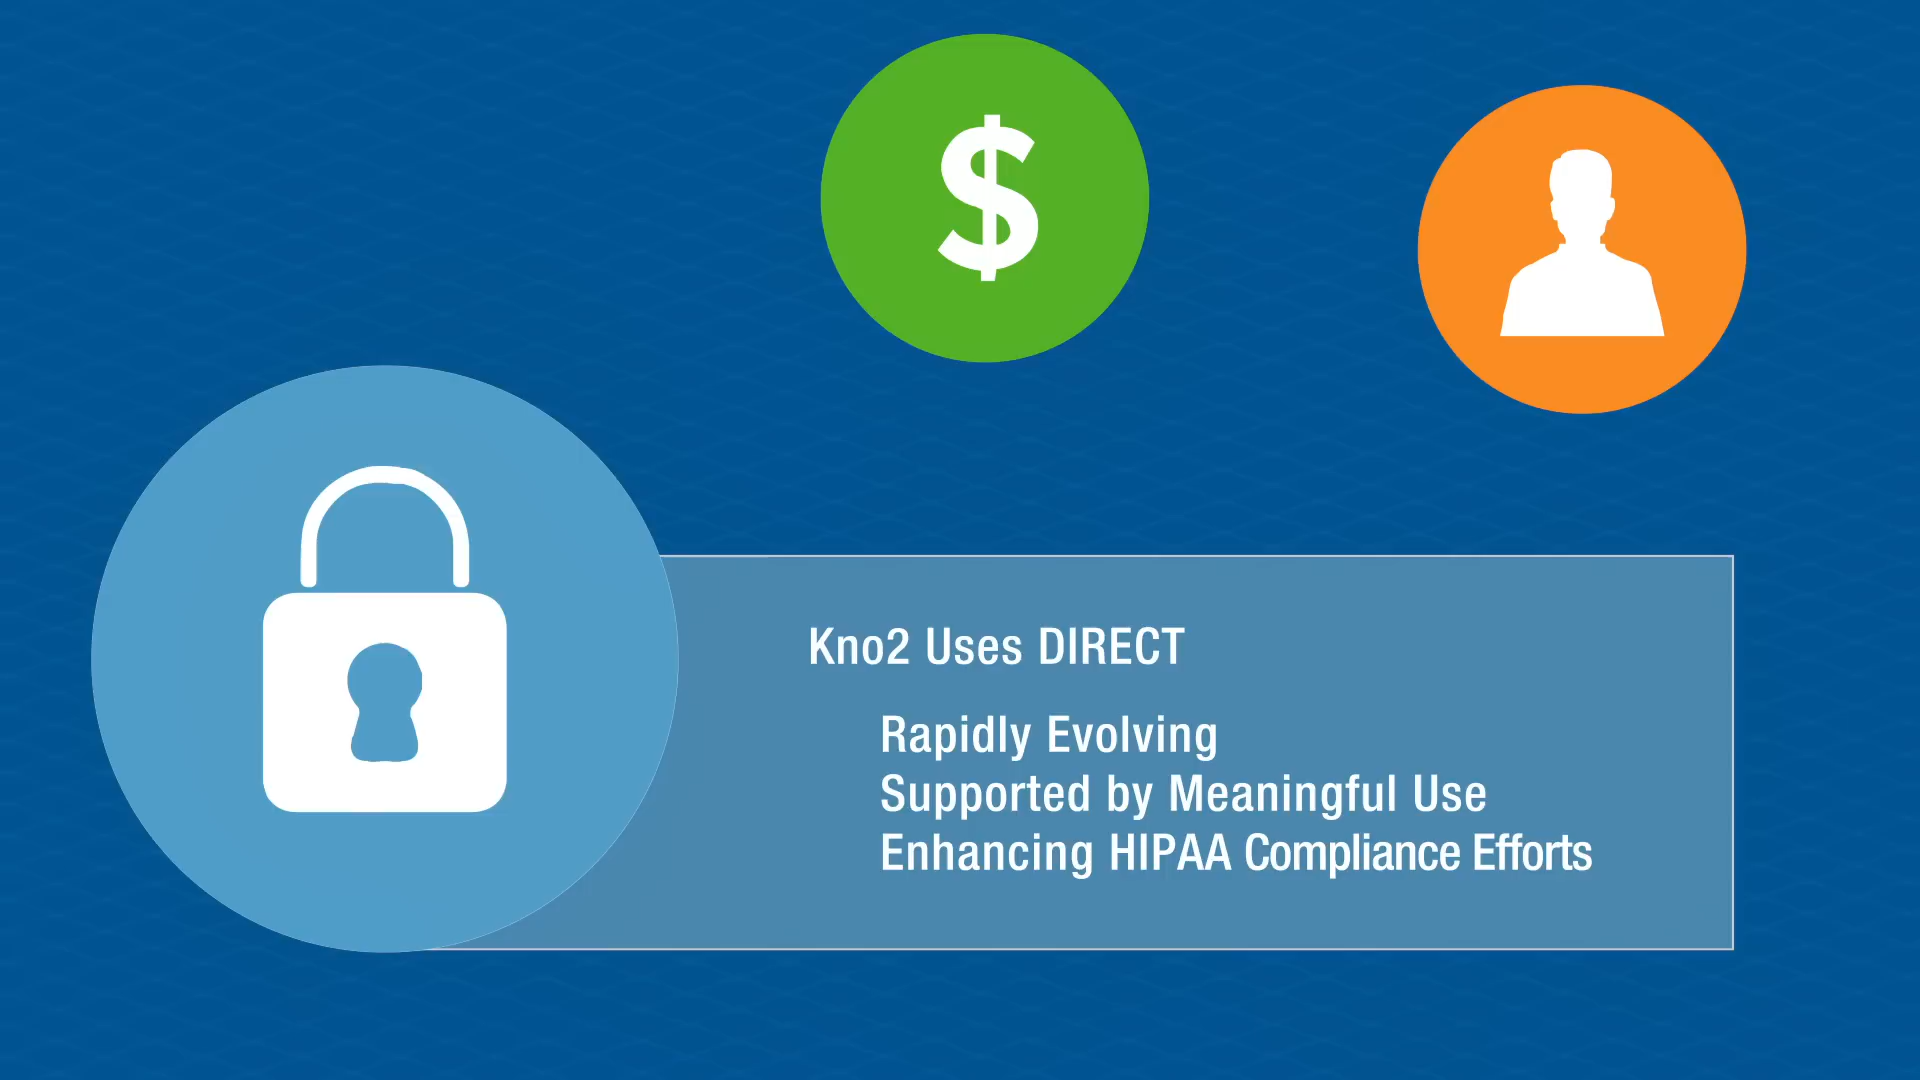 $
Kno2 Uses DIRECT
Rapidly Evolving
Supported by Meaningful Use
Enhancing HIPAA Compliance Efforts